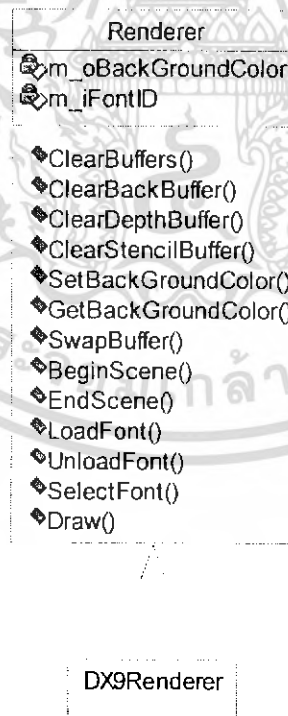 Renderer
m_oBackGroundColor
m_iFontID
ClearBuffers()
ClearBackBuffer()
ClearDepthBuffer()
ClearStencilBuffer()
SetBackGroundColor()
GetBackGroundColor()
SwapBuffer()
BeginScene()
EndScene()
LoadFont()
UnloadFont()
SelectFont()
Draw()
DX9Renderer